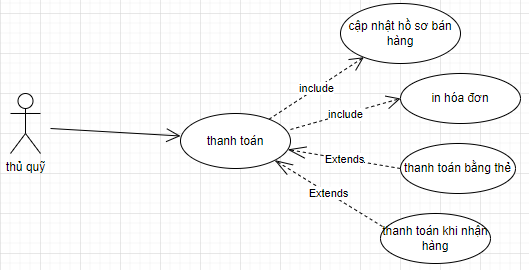 cập nhật hồ sơ bán
hàng
include
in hóa đơn
include
thanh toán
Extends
thanh toán bằng thẻ
thủ quỹ
Extends
thanh toán khi nhận
hàng